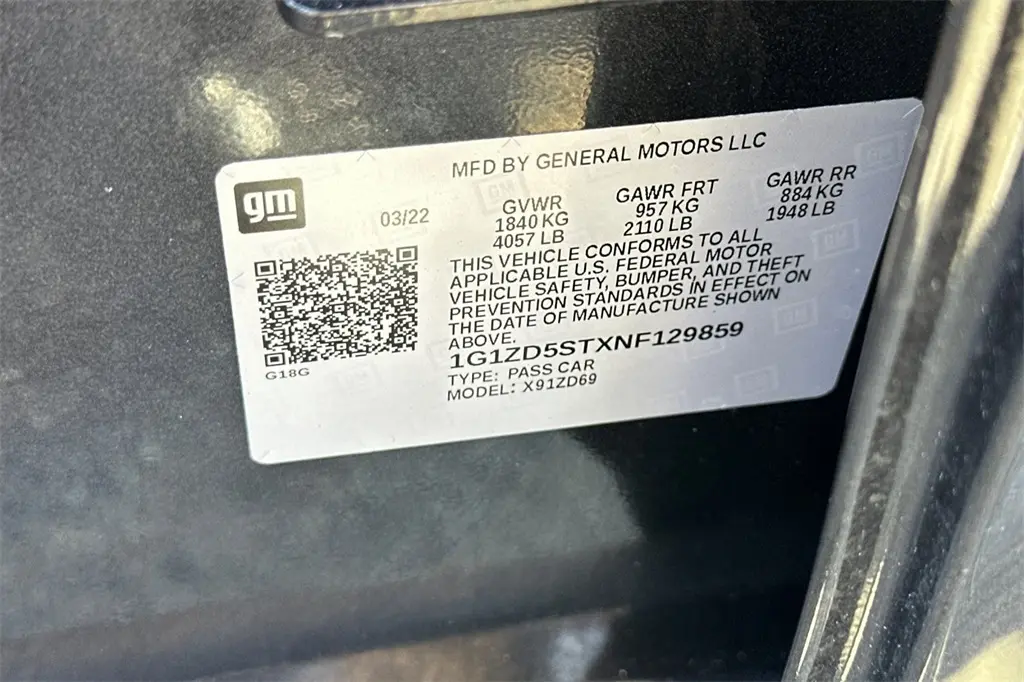 MFD BY GENERAL MOTORS LLC
gm
03/22
GVWR
1840 KG
4057 LB
GAWR FRT
957 KG
2110 LB
GAWR RR
884 KG
1948 LB
THIS VEHICLE CONFORMS TO ALL
APPLICABLE U.S. FEDERAL MOTOR
VEHICLE SAFETY, BUMPER, AND THEFT
PREVENTION STANDARDS IN EFFECT ON
THE DATE OF MANUFACTURE SHOWN
ABOVE.
1G1ZD5STXNF129859
TYPE: PASS CAR
MODEL: X91ZD69
G18G